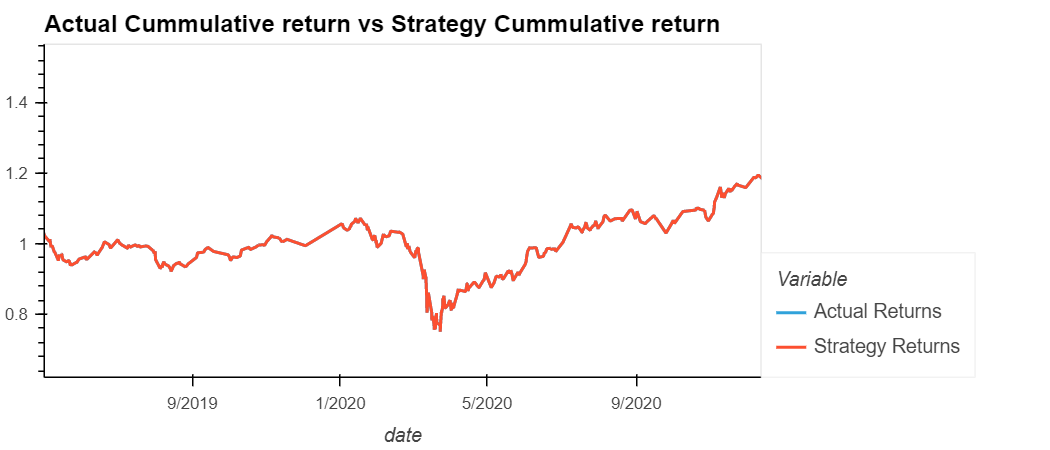 Actual Cummulative return vs Strategy Cummulative return
1.4
1.2
1
0.8
9/2019
1/2020
5/2020
9/2020
date
Variable
Actual Returns
Strategy Returns